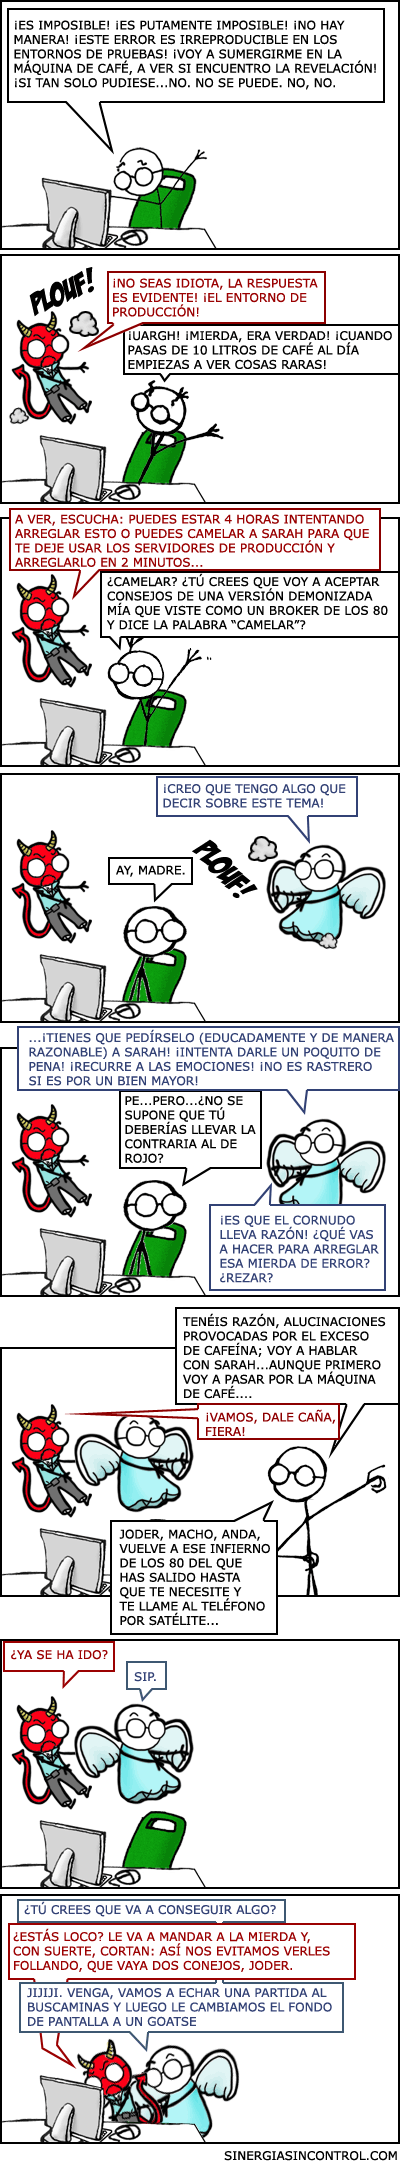 ¡ES IMPOSIBLE! ¡ES PUTAMENTE IMPOSIBLE! ¡NO HAY
MANERA! ¡ESTE ERROR ES IRREPRODUCIBLE EN LOS
ENTORNOS DE PRUEBAS! ¡VOY A SUMERGIRME EN LA
MÁQUINA DE CAFÉ, A VER SI ENCUENTRO LA REVELACIÓN!
¡SI TAN SOLO PUDIESE...NO. NO SE PUEDE. NO, NO.
PLOUF!
¡NO SEAS IDIOTA, LA RESPUESTA
ES EVIDENTE! ¡EL ENTORNO DE
PRODUCCIÓN!
¡UARGH! ¡MIERDA, ERA VERDAD! ¡CUANDO
PASAS DE 10 LITROS DE CAFÉ AL DÍA
EMPIEZAS A VER COSAS RARAS!
A VER, ESCUCHA: PUEDES ESTAR 4 HORAS INTENTANDO
ARREGLAR ESTO O PUEDES CAMELAR A SARAH PARA QUE
TE DEJE USAR LOS SERVIDORES DE PRODUCCIÓN Y
ARREGLARLO EN 2 MINUTOS...
¿CAMELAR? ¿TÚ CREES QUE VOY A ACEPTAR
CONSEJOS DE UNA VERSIÓN DEMONIZADA
MÍA QUE VISTE COMO UN BROKER DE LOS 80
Y DICE LA PALABRA “CAMELAR”?
¡CREO QUE TENGO ALGO QUE
DECIR SOBRE ESTE TEMA!
PLOUF!
AY, MADRE.
...¡TIENES QUE PEDÍRSELO (EDUCADAMENTE Y DE MANERA
RAZONABLE) A SARAH! ¡INTENTA DARLE UN POQUITO DE
PENA! ¡RECURRE A LAS EMOCIONES! ¡NO ES RASTRERO
SI ES POR UN BIEN MAYOR!
PE...PERO...¿NO SE
SUPONE QUE TÚ
DEBERÍAS LLEVAR LA
CONTRARIA AL DE
ROJO?
¡ES QUE EL CORNUDO
LLEVA RAZÓN! ¿QUÉ VAS
A HACER PARA ARREGLAR
ESA MIERDA DE ERROR?
¿REZAR?
TENÉIS RAZÓN, ALUCINACIONES
PROVOCADAS POR EL EXCESO
DE CAFEÍNA; VOY A HABLAR
CON SARAH...AUNQUE PRIMERO
VOY A PASAR POR LA MÁQUINA
DE CAFÉ....
¡VAMOS, DALE CAÑA,
FIERA!
JODER, MACHO, ANDA,
VUELVE A ESE INFIERNO
DE LOS 80 DEL QUE
HAS SALIDO HASTA
QUE TE NECESITE Y
TE LLAME AL TELÉFONO
POR SATÉLITE...
¿YA SE HA IDO?
SIP.
¿TÚ CREES QUE VA A CONSEGUIR ALGO?
¿ESTÁS LOCO? LE VA A MANDAR A LA MIERDA Y,
CON SUERTE, CORTAN: ASÍ NOS EVITAMOS VERLES
FOLLANDO, QUE VAYA DOS CONEJOS, JODER.
JIJIJI. VENGA, VAMOS A ECHAR UNA PARTIDA AL
BUSCAMINAS Y LUEGO LE CAMBIAMOS EL FONDO
DE PANTALLA A UN GOATSE
SINERGIASINCONTROL.COM